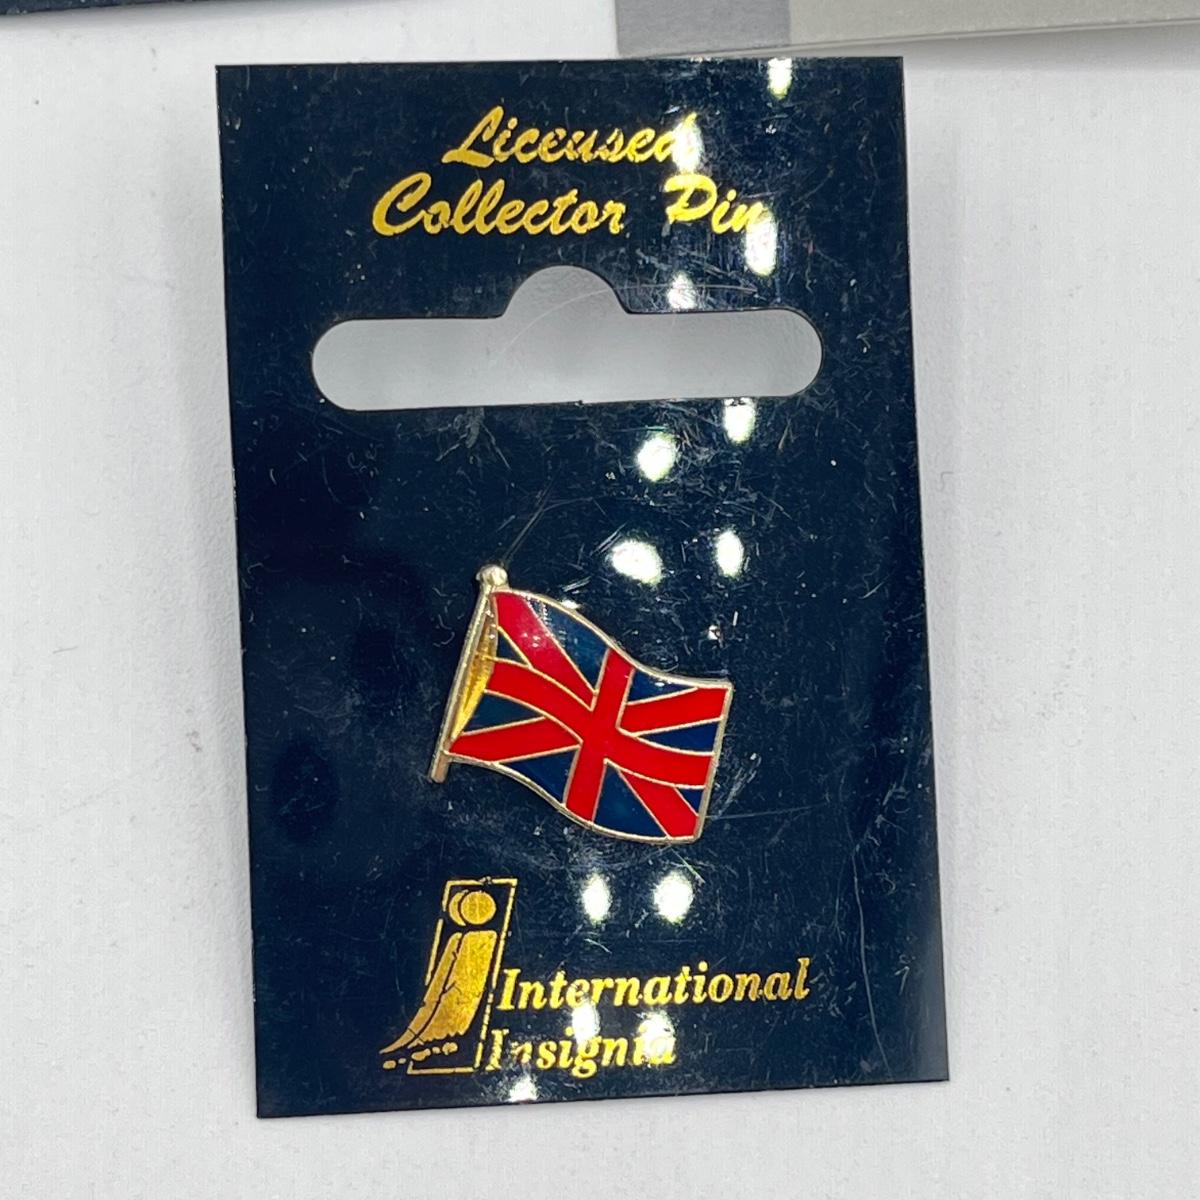 Licensed
Collector Pin
International
Insignia